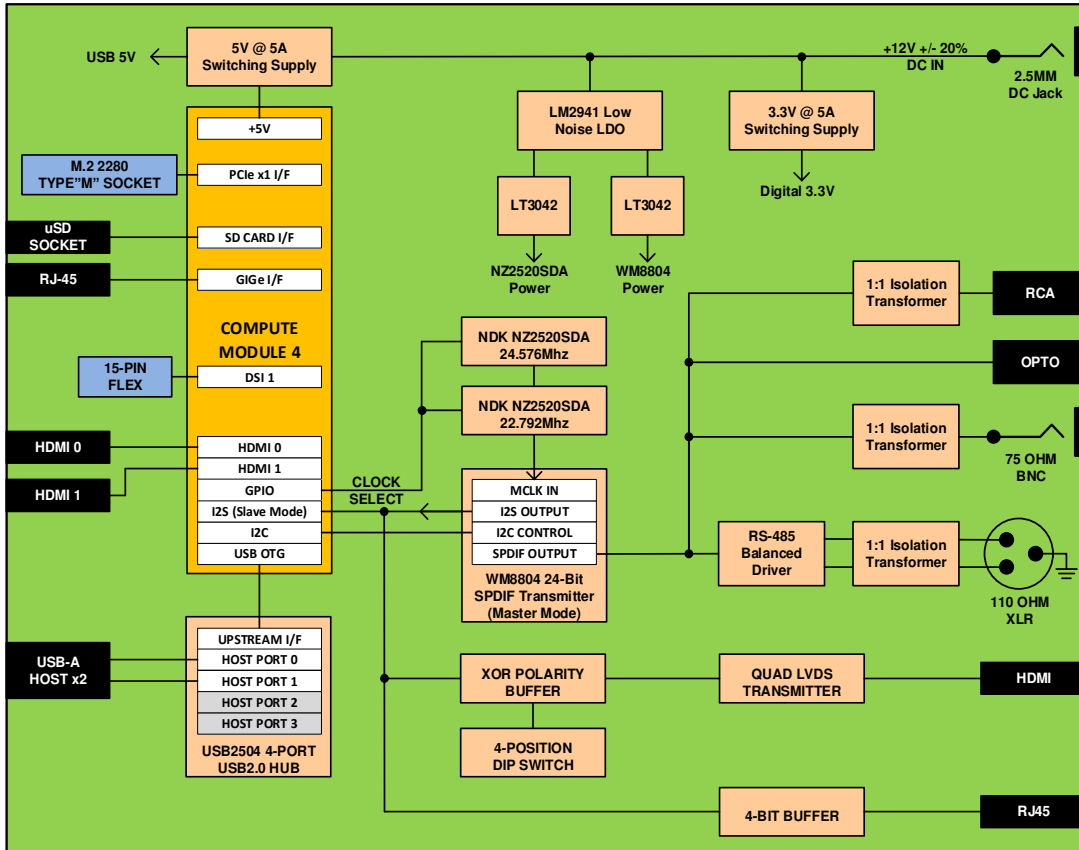 USB 5V
5V @ 5A
Switching Supply
+12V +/- 20%
DC IN
2.5MM
DC Jack
LM2941 Low
Noise LDO
3.3V @ 5A
Switching Supply
Digital 3.3V
LT3042
LT3042
NZ2520SDA
Power
WM8804
Power
+5V
M.2 2280
TYPE"M" SOCKET
PCIe x1 I/F
uSD
SOCKET
SD CARD I/F
RJ-45
GIGe I/F
COMPUTE
MODULE 4
15-PIN
FLEX
DSI 1
HDMI 0
HDMI 1
HDMI 0
HDMI 1
GPIO
I2S (Slave Mode)
I2C
USB OTG
CLOCK
SELECT
NDK NZ2520SDA
24.576Mhz
NDK NZ2520SDA
22.792Mhz
MCLK IN
I2S OUTPUT
I2C CONTROL
SPDIF OUTPUT
WM8804 24-Bit
SPDIF Transmitter
(Master Mode)
1:1 Isolation
Transformer
RCA
OPTO
1:1 Isolation
Transformer
75 OHM
BNC
RS-485
Balanced
Driver
1:1 Isolation
Transformer
110 OHM
XLR
USB-A
HOST x2
UPSTREAM I/F
HOST PORT 0
HOST PORT 1
HOST PORT 2
HOST PORT 3
USB2504 4-PORT
USB2.0 HUB
XOR POLARITY
BUFFER
QUAD LVDS
TRANSMITTER
HDMI
4-POSITION
DIP SWITCH
4-BIT BUFFER
RJ45